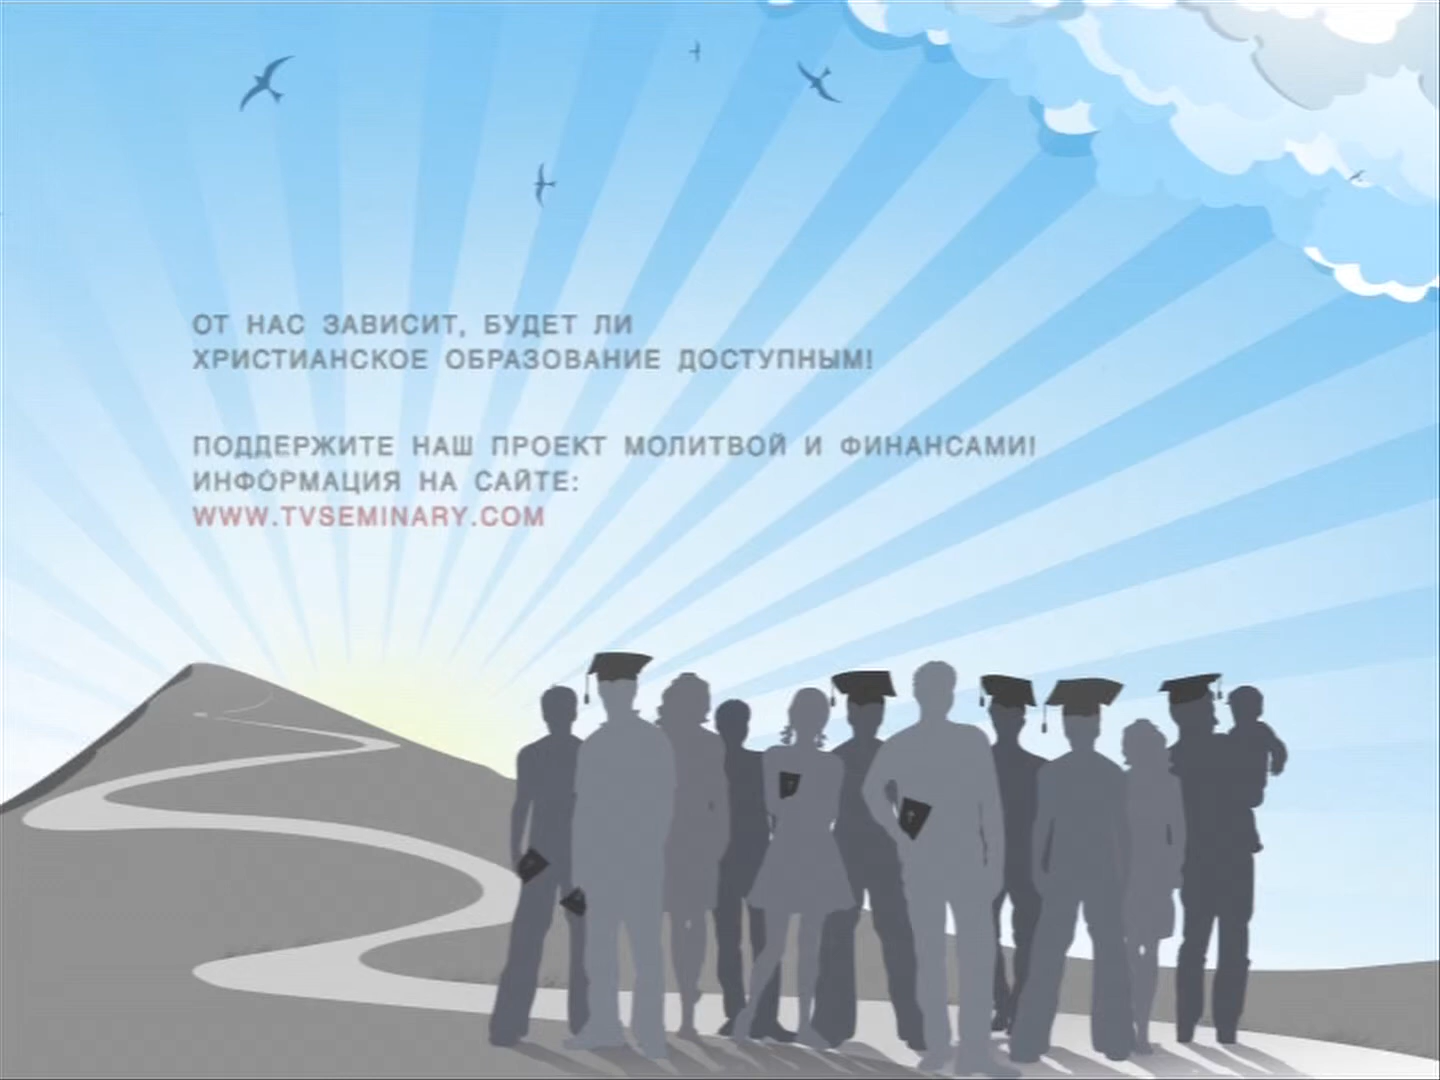 ОТ НАС ЗАВИСИТ, БУДЕТ ЛИ
ХРИСТИАНСКОЕ ОБРАЗОВАНИЕ ДОСТУПНЫМ!
ПОДДЕРЖИТЕ НАШ ПРОЕКТ МОЛИТВОЙ И ФИНАНСАМИ!
ИНФОРМАЦИЯ НА САЙТЕ:
WWW.TVSEMINARY.COM